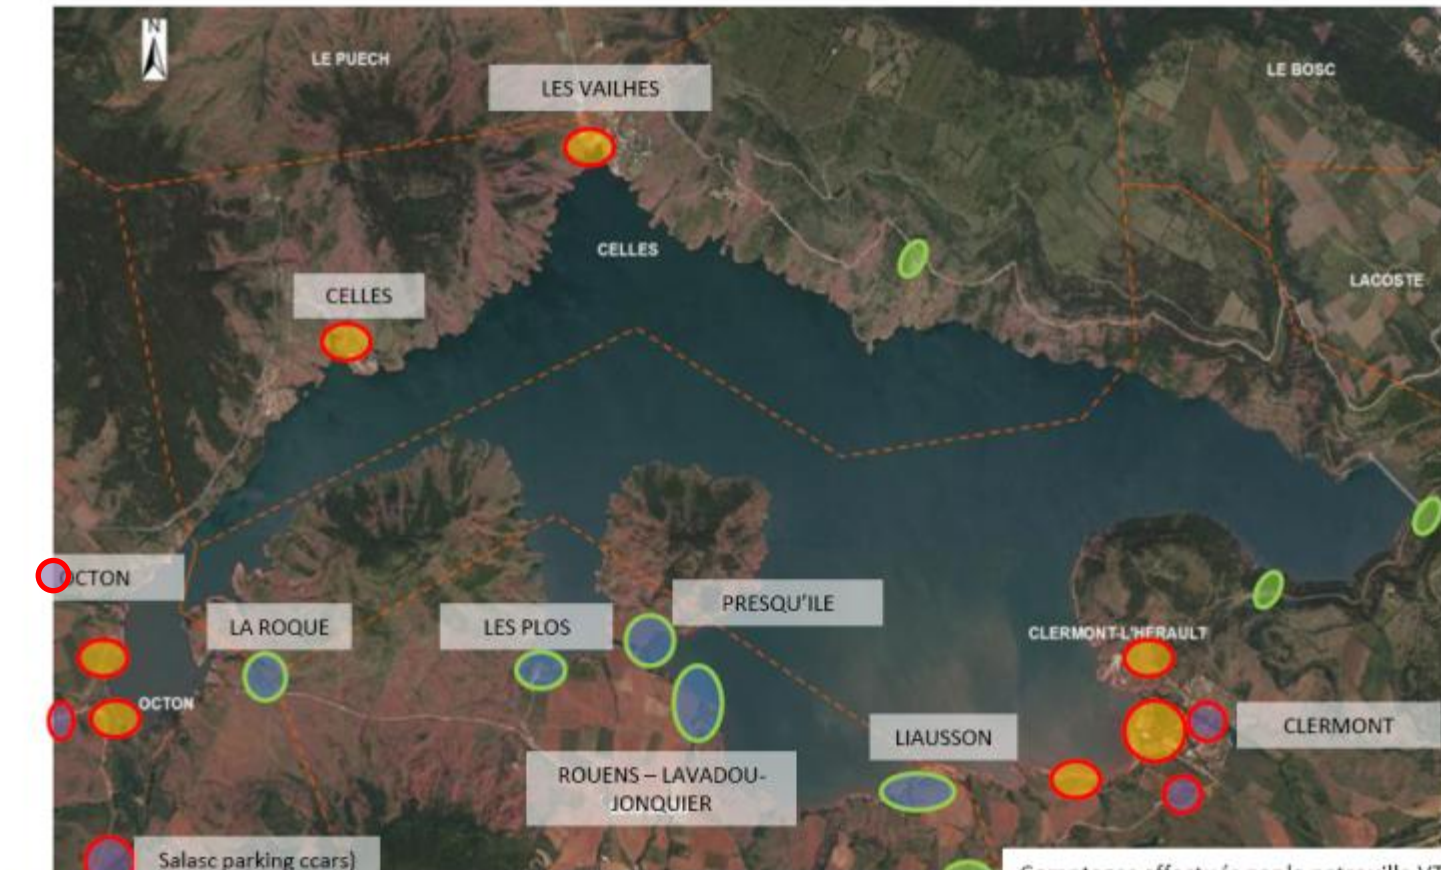 N
LE PUECH
LES VAILHES
LE BOSC
CELLES
CELLES
LACOSTE
OCTON
LA ROQUE
LES PLOS
PRESQU'ILE
CLERMONT-L'HERAULT
OCTON
LIAUSSON
CLERMONT
ROUENS – LAVADOU-
JONQUIER
Salasc parking ccars)